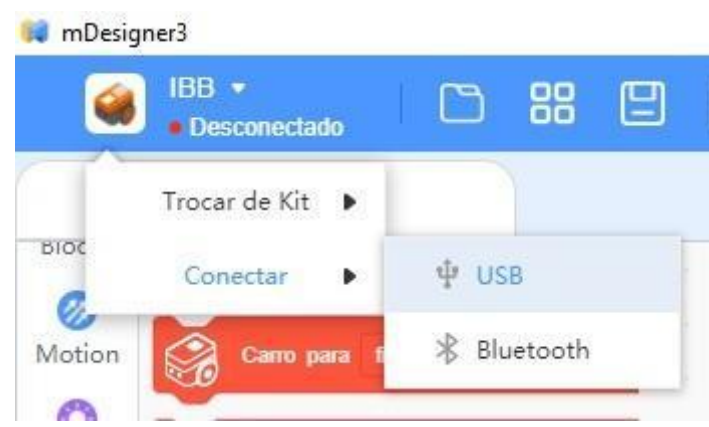 mDesigner3
IBB
Desconectado
Trocar de Kit
Conectar
USB
Bluetooth
Motion
Carro para